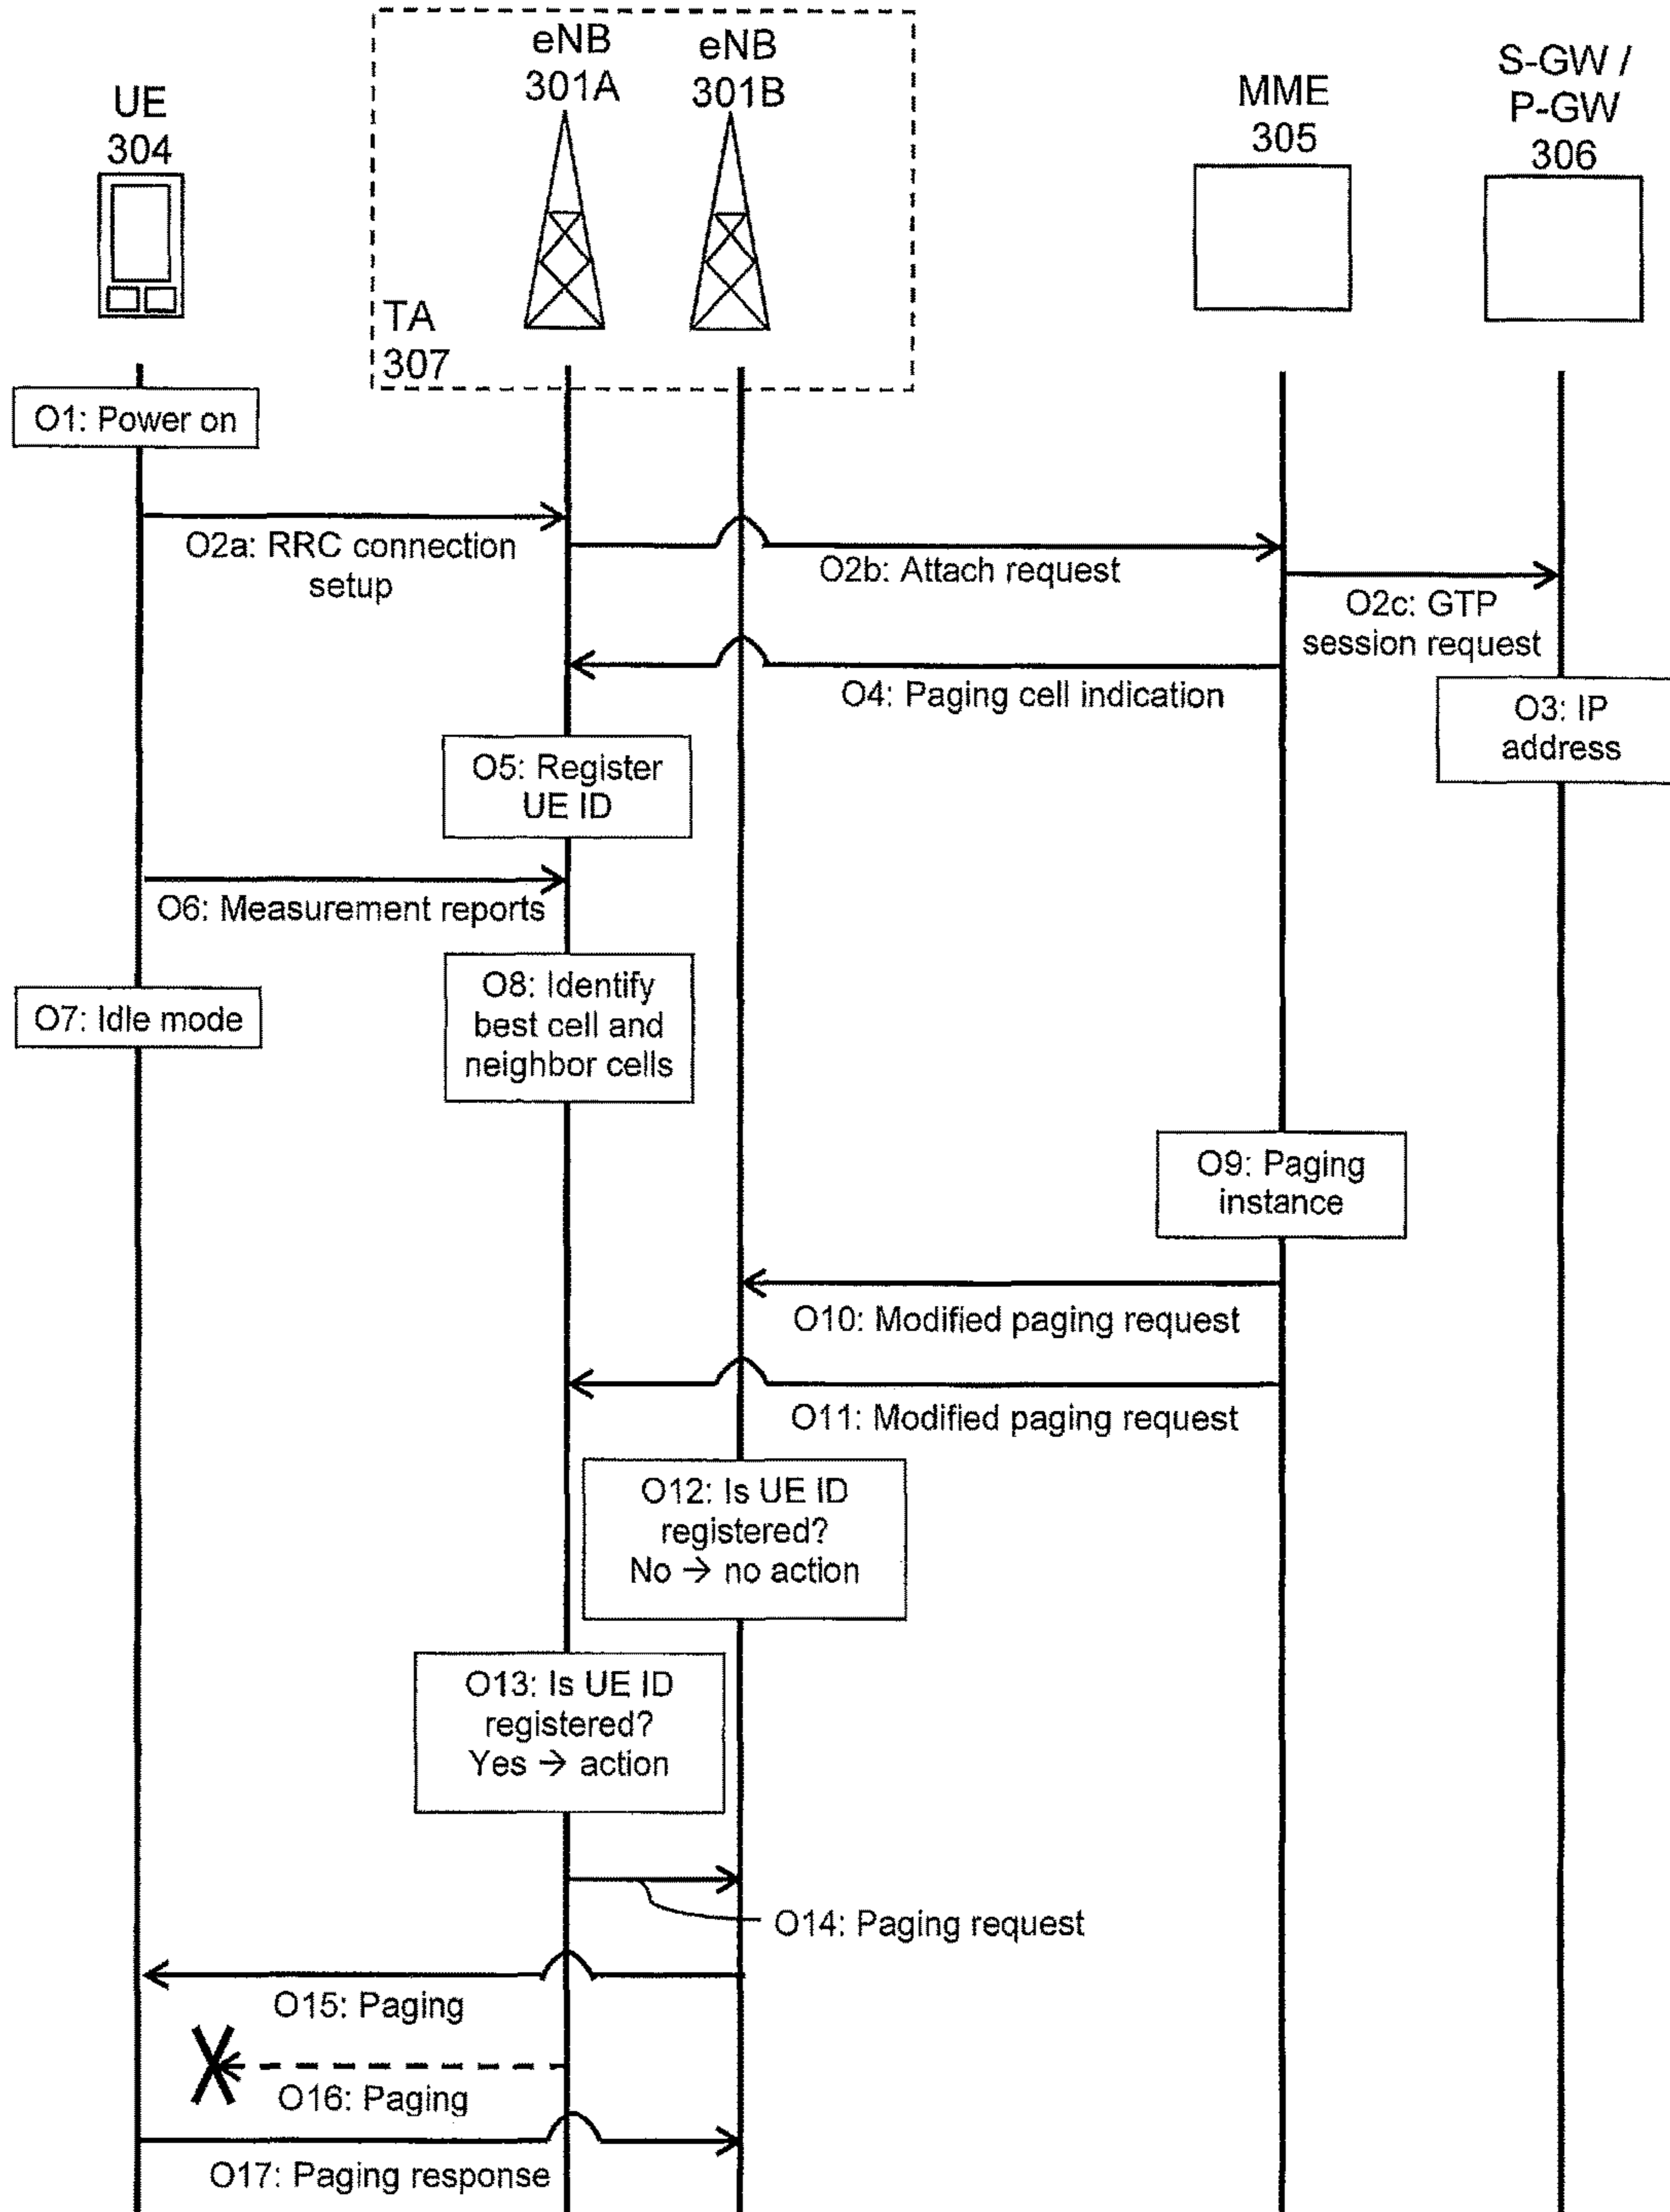 UE
304
eNB
301A
eNB
301B
MME
305
S-GW /
P-GW
306
TA
307
O1: Power on
O2a: RRC connection
setup
O2b: Attach request
O2c: GTP
session request
O4: Paging cell indication
O3: IP
address
O5: Register
UE ID
O6: Measurement reports
O8: Identify
best cell and
neighbor cells
O7: Idle mode
O9: Paging
instance
O10: Modified paging request
O11: Modified paging request
O12: Is UE ID
registered?
No → no action
O13: Is UE ID
registered?
Yes → action
O14: Paging request
O15: Paging
O16: Paging
O17: Paging response